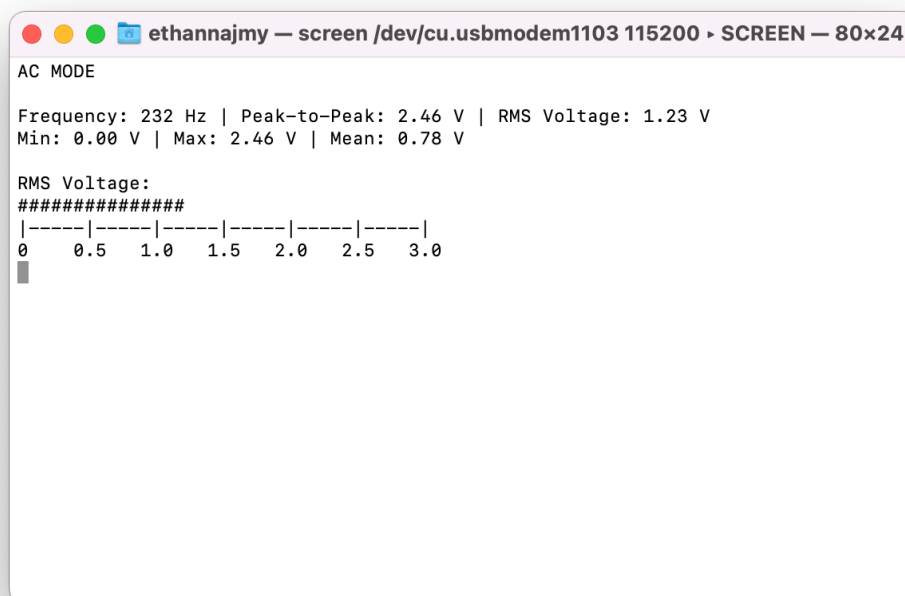 ethannajmy — screen /dev/cu.usbmodem1103 115200 ▸ SCREEN — 80×24
AC MODE
Frequency: 232 Hz | Peak-to-Peak: 2.46 V | RMS Voltage: 1.23 V
Min: 0.00 V | Max: 2.46 V | Mean: 0.78 V
RMS Voltage:
###############
|-----|-----|-----|-----|-----|-----|
0    0.5   1.0   1.5   2.0   2.5   3.0